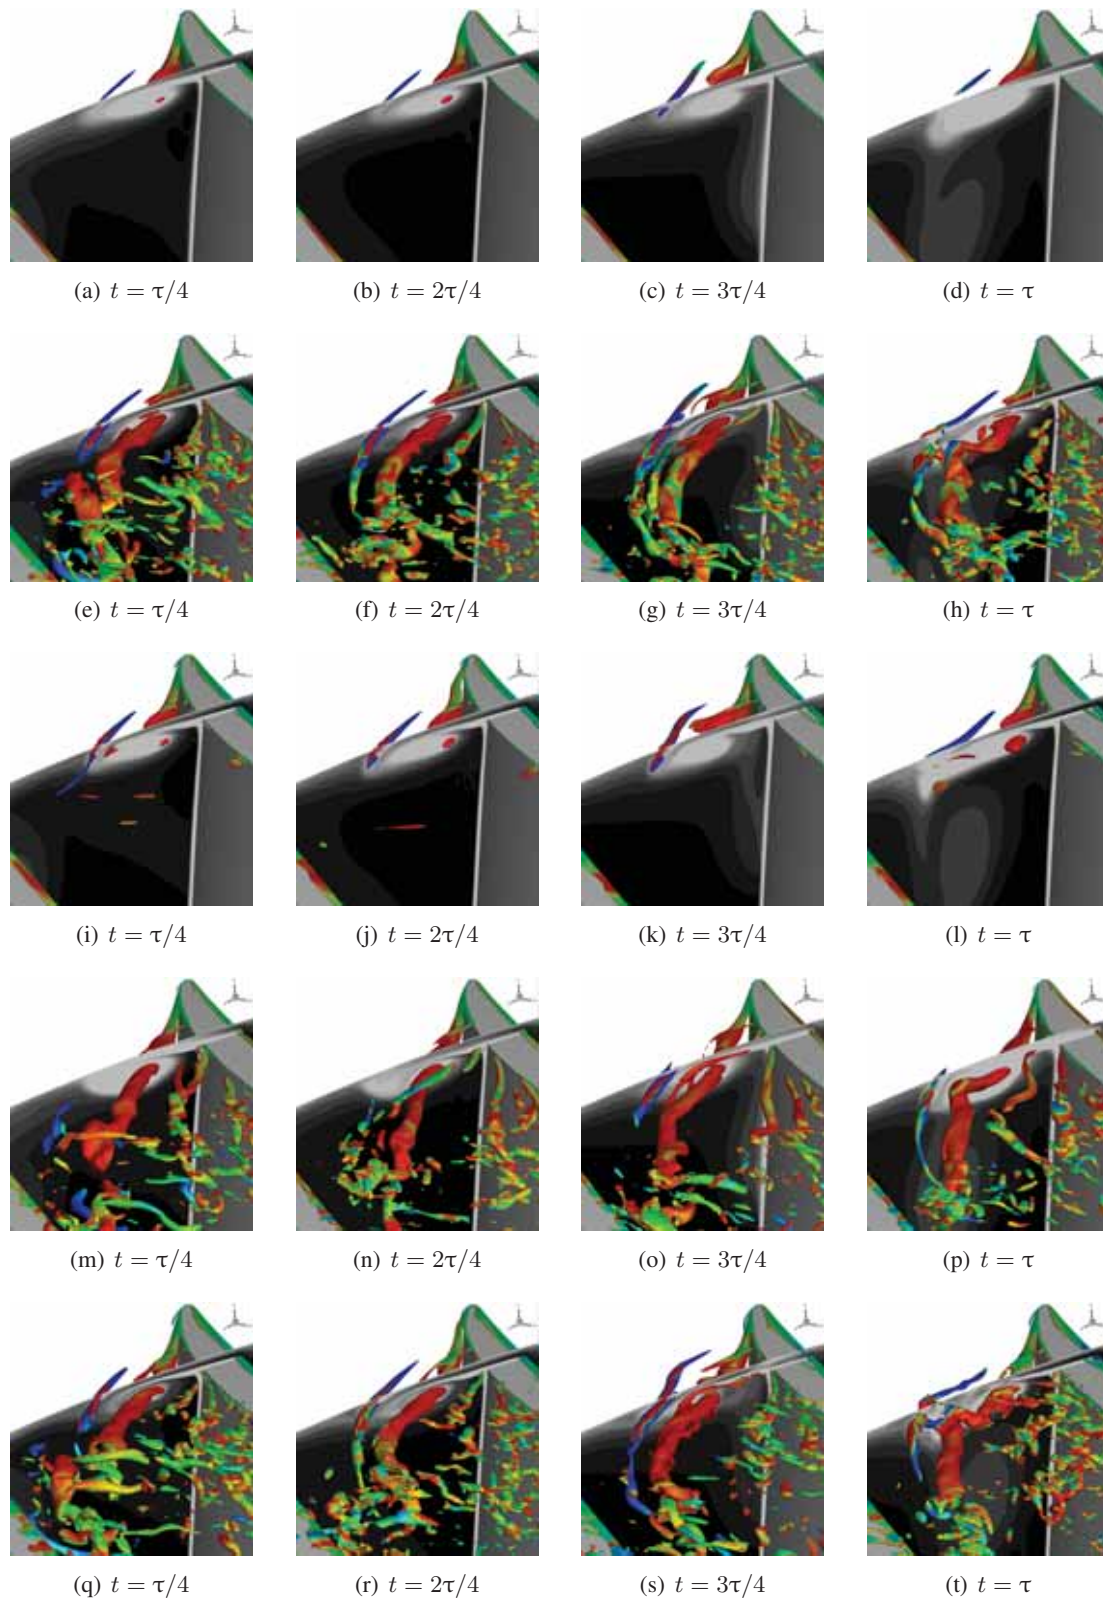 (a) t = τ/4 (b) t = 2τ/4 (c) t = 3τ/4 (d) t = τ
(e) t = τ/4 (f) t = 2τ/4 (g) t = 3τ/4 (h) t = τ
(i) t = τ/4 (j) t = 2τ/4 (k) t = 3τ/4 (l) t = τ
(m) t = τ/4 (n) t = 2τ/4 (o) t = 3τ/4 (p) t = τ
(q) t = τ/4 (r) t = 2τ/4 (s) t = 3τ/4 (t) t = τ